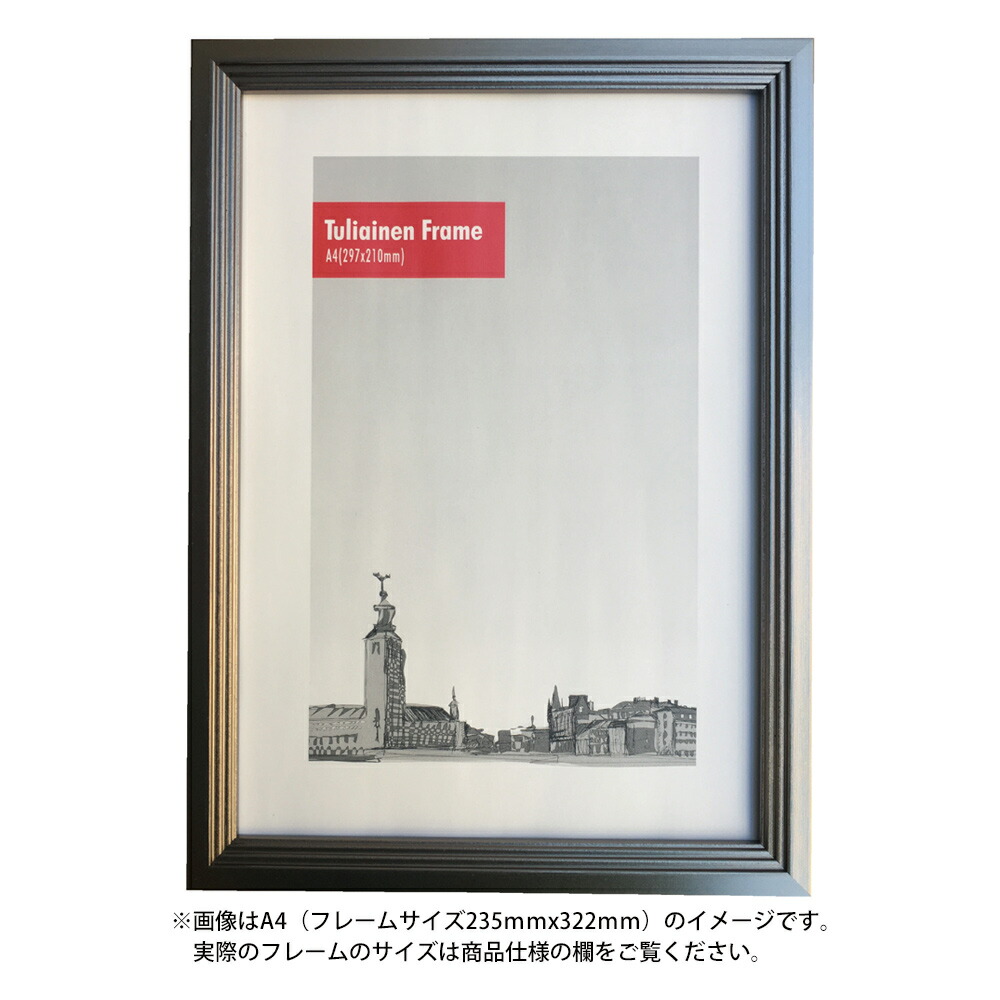 Tuliainen Frame
A4(297x210mm)
※画像はA4（フレームサイズ235mmx322mm）のイメージです。
実際のフレームのサイズは商品仕様の欄をご覧ください。